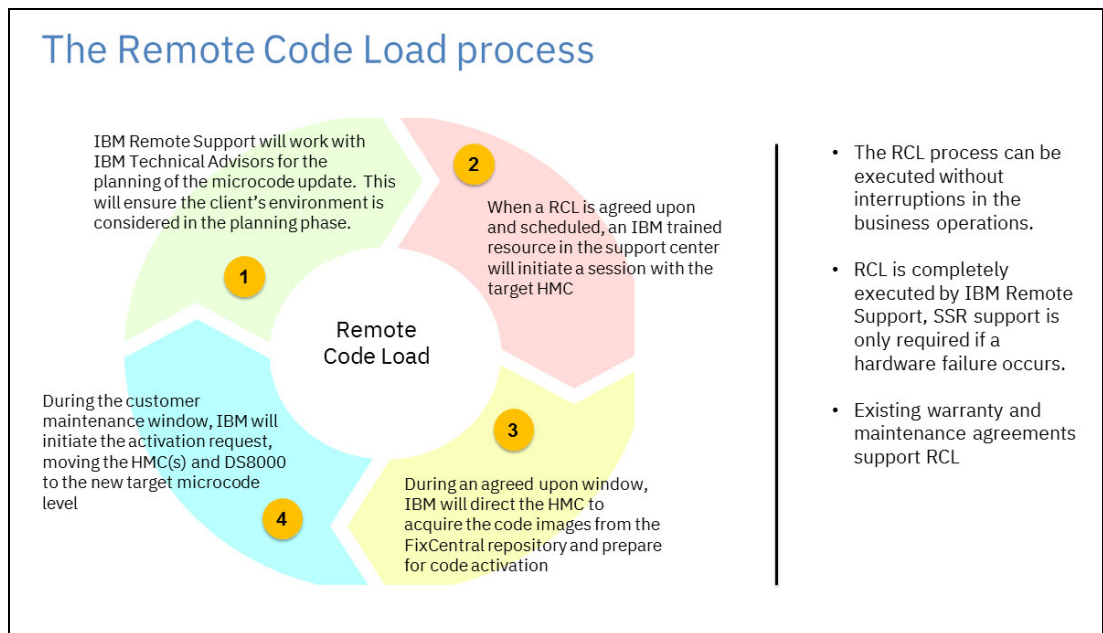 The Remote Code Load process
IBM Remote Support will work with
IBM Technical Advisors for the
planning of the microcode update. This
will ensure the client's environment is
considered in the planning phase.
1
2
When a RCL is agreed upon
and scheduled, an IBM trained
resource in the support center
will initiate a session with the
target HMC
Remote
Code Load
3
During an agreed upon window,
IBM will direct the HMC to
acquire the code images from the
FixCentral repository and prepare
for code activation
During the customer
maintenance window, IBM will
initiate the activation request,
moving the HMC(s) and DS8000
to the new target microcode
level
4
• The RCL process can be
executed without
interruptions in the
business operations.
• RCL is completely
executed by IBM Remote
Support, SSR support is
only required if a
hardware failure occurs.
• Existing warranty and
maintenance agreements
support RCL